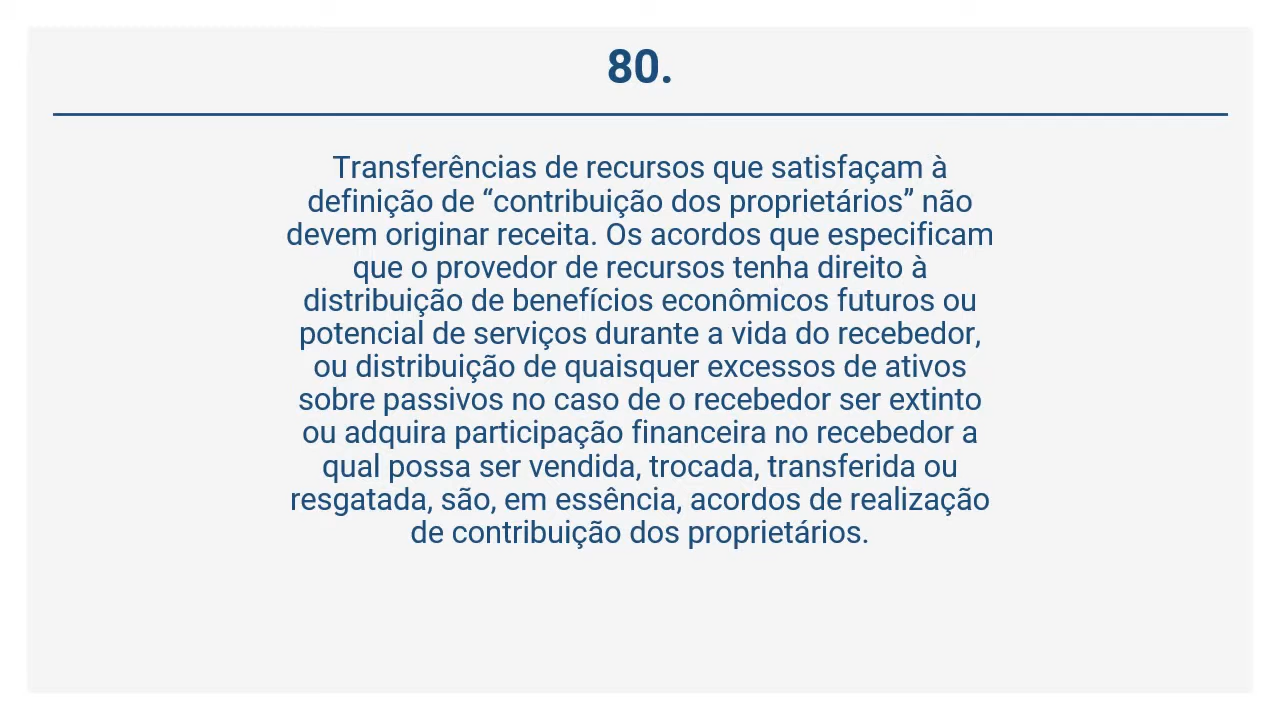 80.
Transferências de recursos que satisfaçam à
definição de “contribuição dos proprietários” não
devem originar receita. Os acordos que especificam
que o provedor de recursos tenha direito à
distribuição de benefícios econômicos futuros ou
potencial de serviços durante a vida do recebedor,
ou distribuição de quaisquer excessos de ativos
sobre passivos no caso de o recebedor ser extinto
ou adquira participação financeira no recebedor a
qual possa ser vendida, trocada, transferida ou
resgatada, são, em essência, acordos de realização
de contribuição dos proprietários.